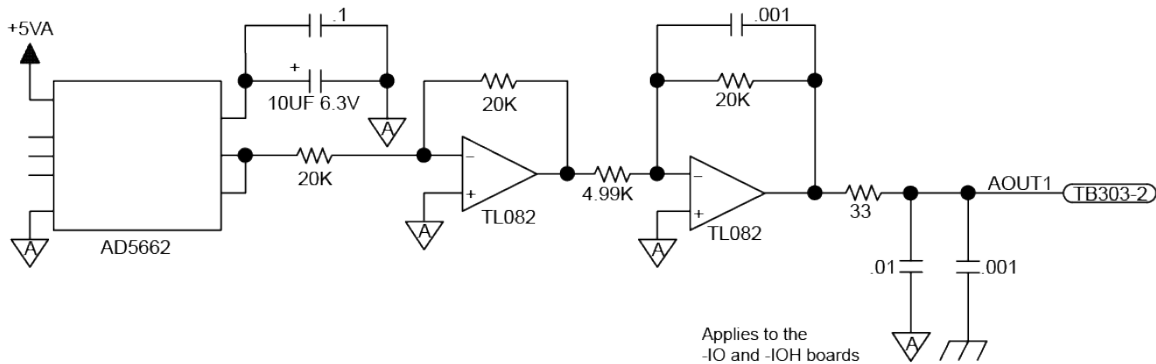 .1
.001
+5VA
+
10UF 6.3V
20K
20K
A
20K
4.99K
−
+
−
+
A
A
TL082
TL082
33
AOUT1
TB303-2
A
AD5662
.01
.001
A
Applies to the
-IO and -IOH boards